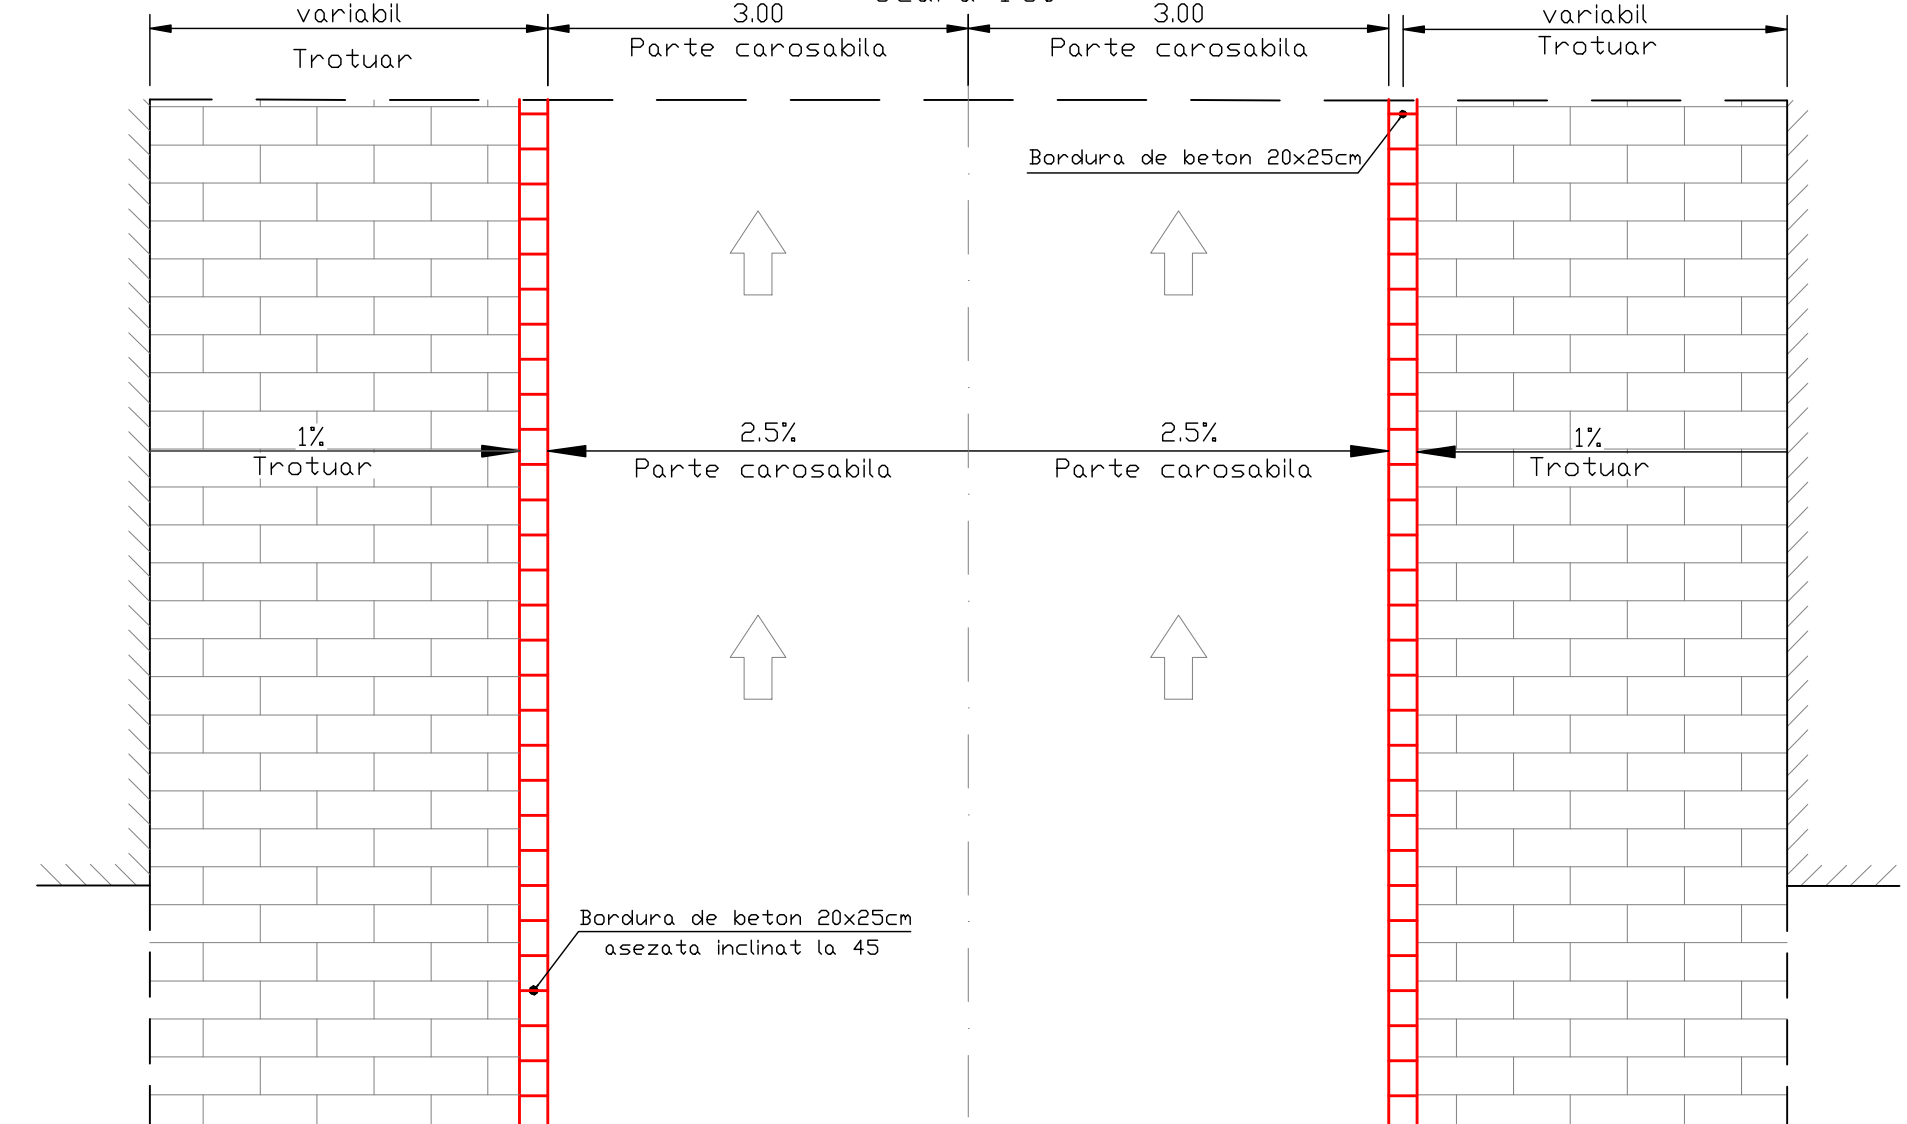 variabil 3.00 3.00 variabil
Trotuar Parte carosabila Parte carosabila Trotuar
Bordura de beton 20x25cm
1% 2.5% 2.5% 1%
Trotuar Parte carosabila Parte carosabila Trotuar
Bordura de beton 20x25cm
asezata inclinat la 45